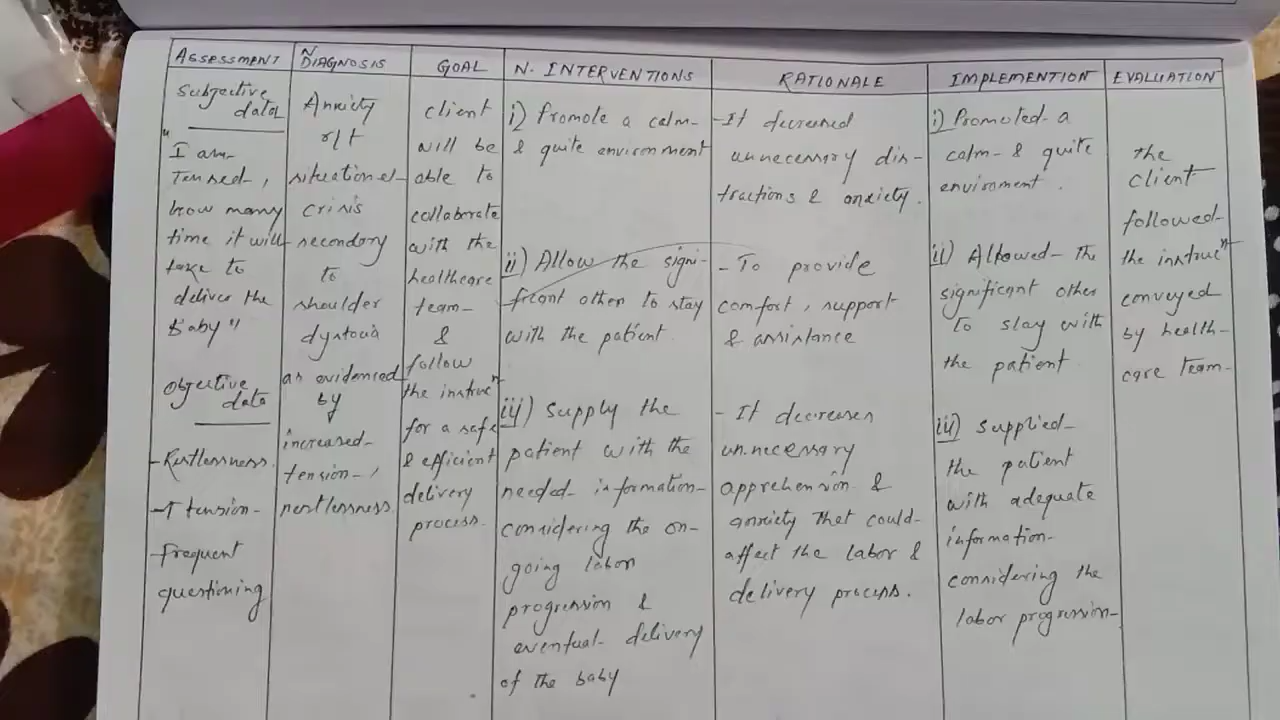 ASSESSMENT
Subjective
data
"I am
Tensed,
how many
time it will
take to
deliver the
baby"
Objective
data
- Restlessness.
- ↑ tension
- Frequent
questioning
N DIAGNOSIS
Anxiety
r/t
situational
crisis
secondary
to
shoulder
dystocia
as evidenced
by
increased
tension,
restlessness.
GOAL
client
will be
able to
collaborate
with the
healthcare
team
&
follow
the instrucⁿ
for a safe
& efficient
delivery
process.
N. INTERVENTIONS
i) Promote a calm
& quite environment
ii) Allow the signi-
ficant other to stay
with the patient.
iii) Supply the
patient with the
needed information
considering the on-
going labor
progression &
eventual delivery
of the baby
RATIONALE
- It decreased
unnecessary dis-
tractions & anxiety.
- To provide
comfort, support
& assistance
- It decreases
unnecessary
apprehension &
anxiety that could
affect the labor &
delivery process.
IMPLEMENTION
i) Promoted a
calm & quite
enviroment.
ii) Allowed the
significant other
to stay with
the patient.
iii) Supplied
the patient
with adequate
information
considering the
labor progression
EVALUATION
the
client
followed
the instrucⁿ
conveyed
by health-
care team